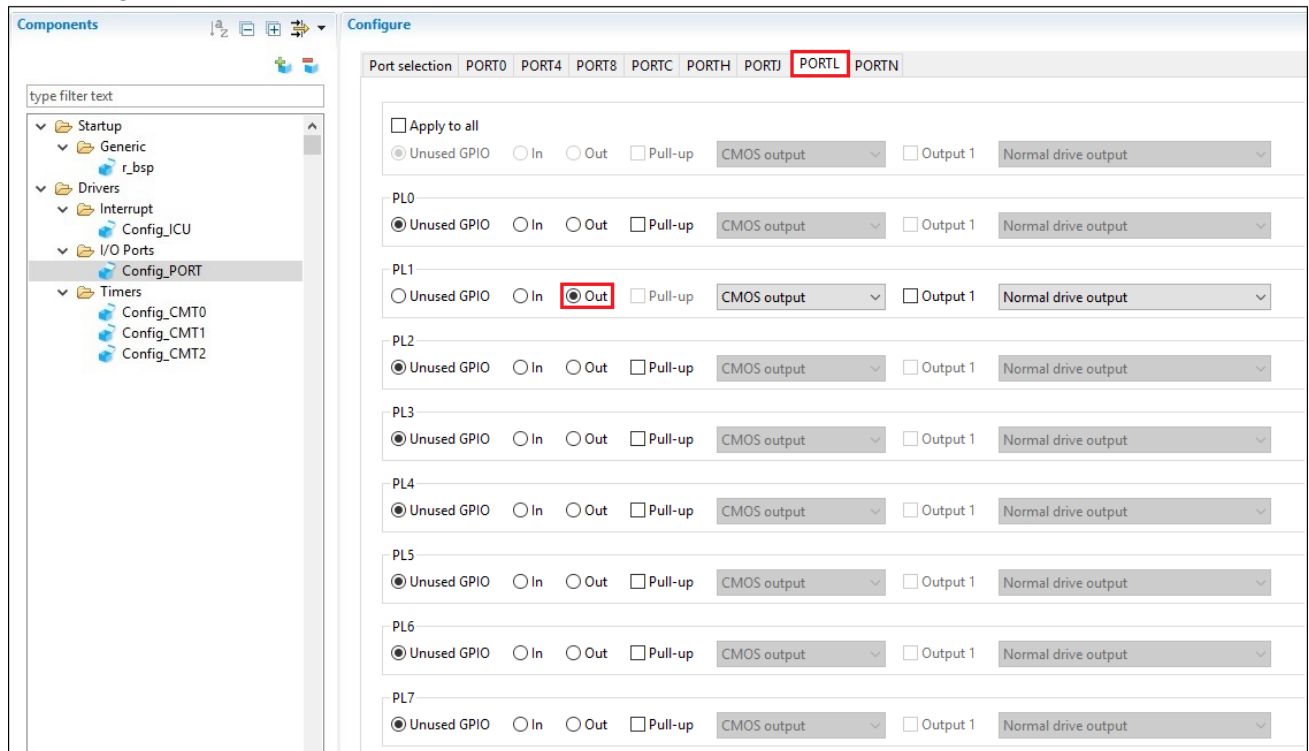 Components
Configure
type filter text
Startup
Generic
r_bsp
Drivers
Interrupt
Config_ICU
I/O Ports
Config_PORT
Timers
Config_CMT0
Config_CMT1
Config_CMT2
Port selection PORT0 PORT4 PORT8 PORTC PORTH PORTJ PORTL PORTN
Apply to all
Unused GPIO In Out Pull-up CMOS output Output 1 Normal drive output
PL0
Unused GPIO In Out Pull-up CMOS output Output 1 Normal drive output
PL1
Unused GPIO In Out Pull-up CMOS output Output 1 Normal drive output
PL2
Unused GPIO In Out Pull-up CMOS output Output 1 Normal drive output
PL3
Unused GPIO In Out Pull-up CMOS output Output 1 Normal drive output
PL4
Unused GPIO In Out Pull-up CMOS output Output 1 Normal drive output
PL5
Unused GPIO In Out Pull-up CMOS output Output 1 Normal drive output
PL6
Unused GPIO In Out Pull-up CMOS output Output 1 Normal drive output
PL7
Unused GPIO In Out Pull-up CMOS output Output 1 Normal drive output